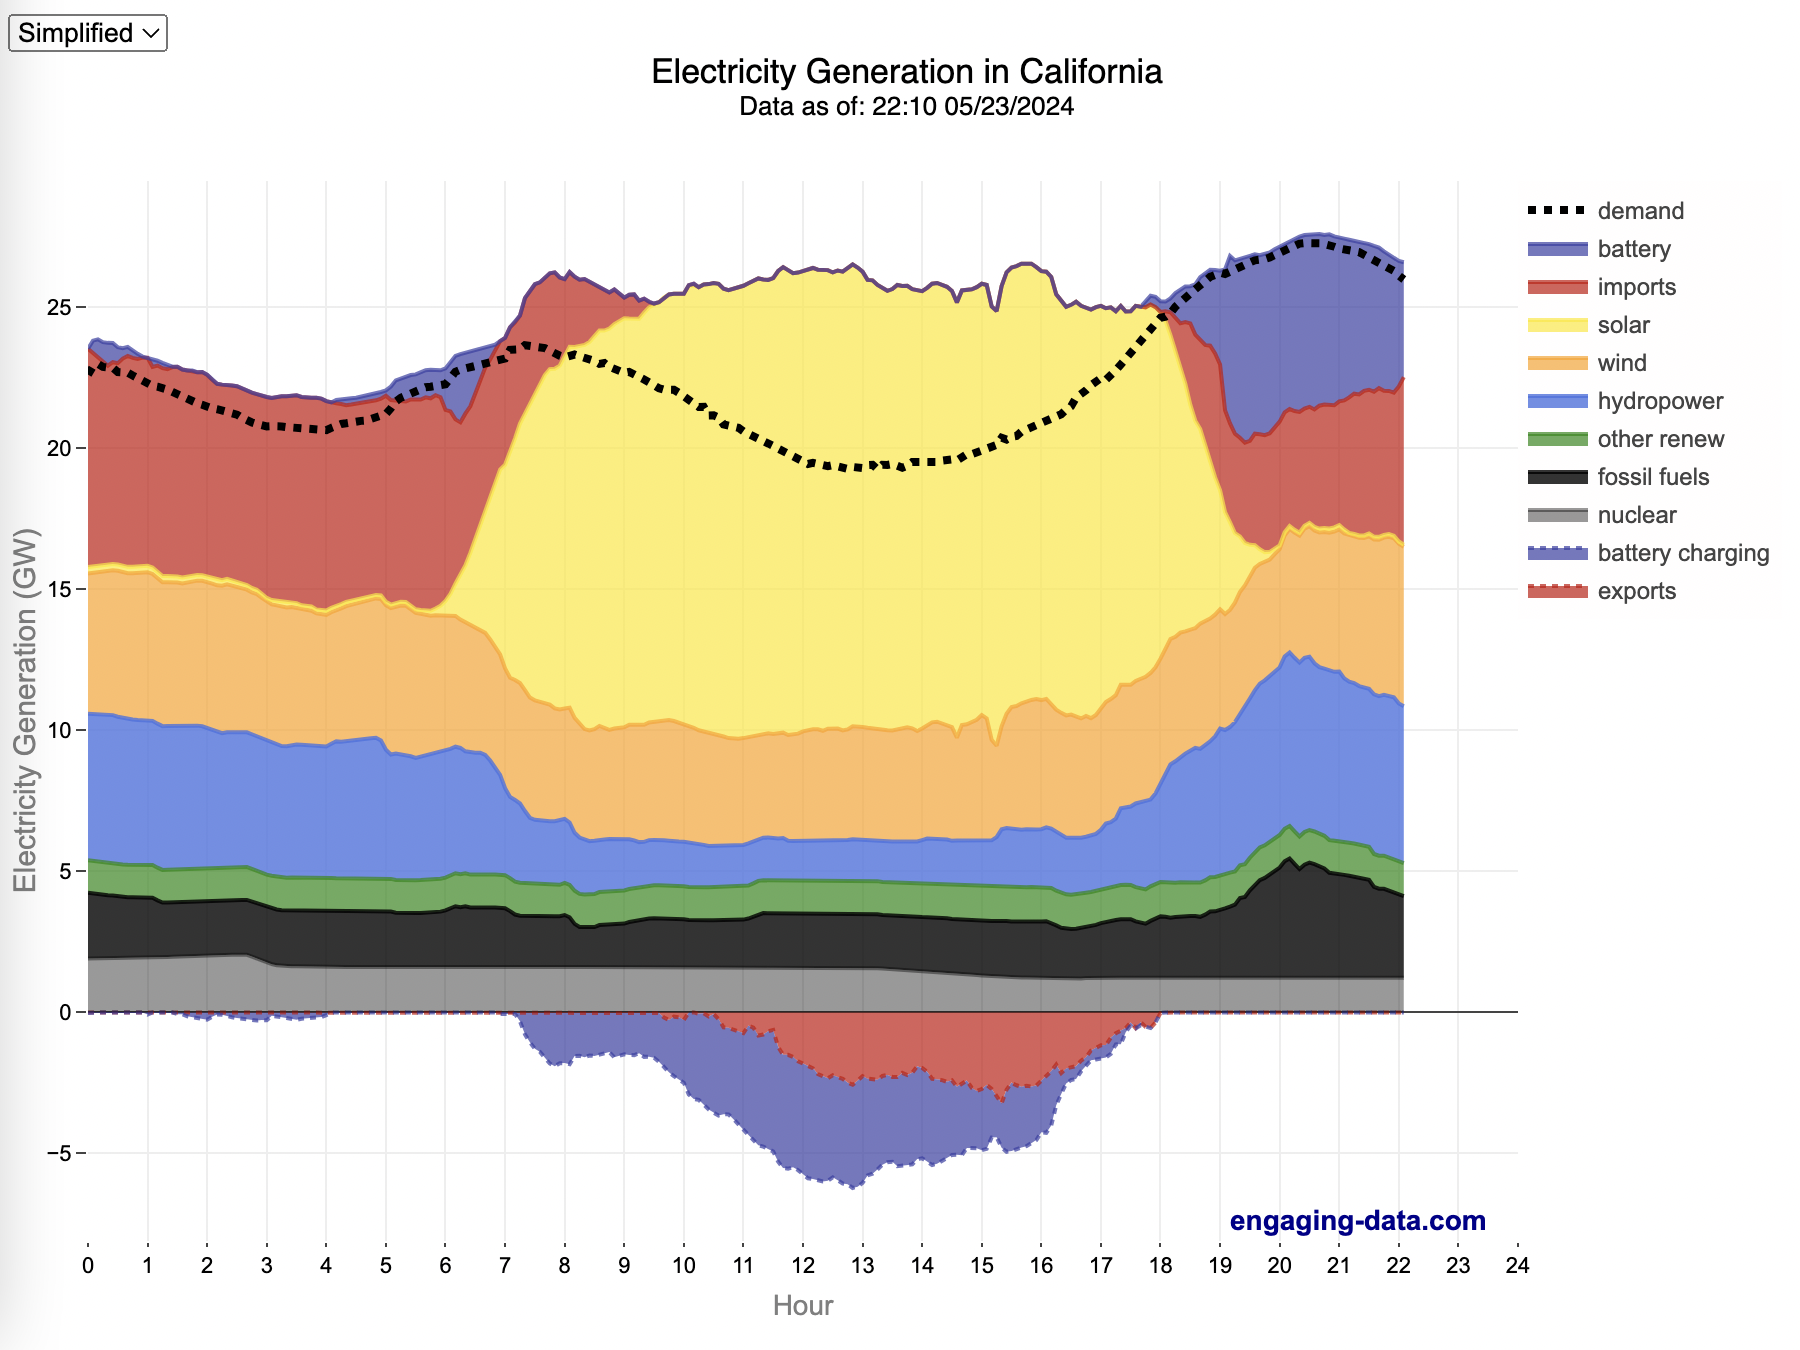 Simplified
Electricity Generation in California
Data as of: 22:10 05/23/2024
demand
battery
imports
solar
wind
hydropower
other renew
fossil fuels
nuclear
battery charging
exports
Electricity Generation (GW)
25
20
15
10
5
0
−5
engaging-data.com
0 1 2 3 4 5 6 7 8 9 10 11 12 13 14 15 16 17 18 19 20 21 22 23 24
Hour